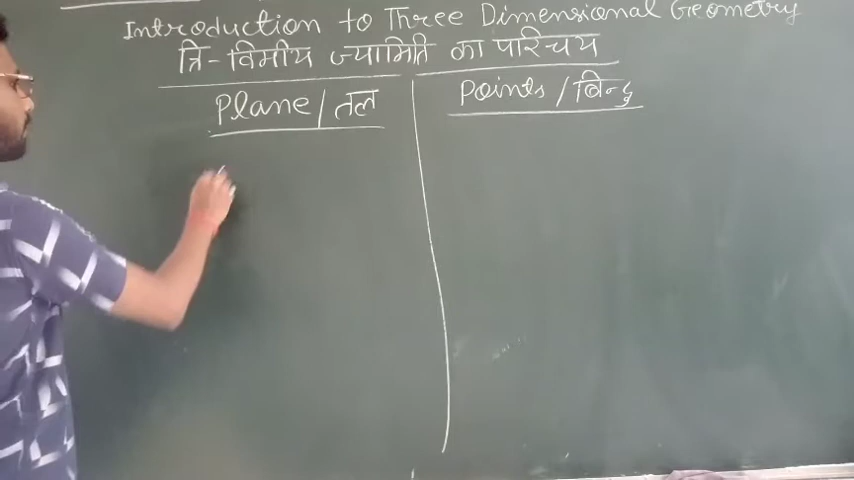 Introduction to Three Dimensional Geometry
त्रि-विमीय ज्यामिति का परिचय
Plane/तल
Points/बिन्दु